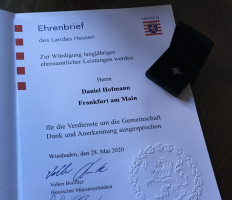 Ehrenbrief
des Landes Hessen
HESSEN
Zur Würdigung langjähriger
ehrenamtlicher Leistungen werden
Herrn
Daniel Hofmann
Frankfurt am Main
für die Verdienste um die Gemeinschaft
Dank und Anerkennung ausgesprochen
Wiesbaden, den 28. Mai 2020
Volker Bouffier
Hessischer Ministerpräsident